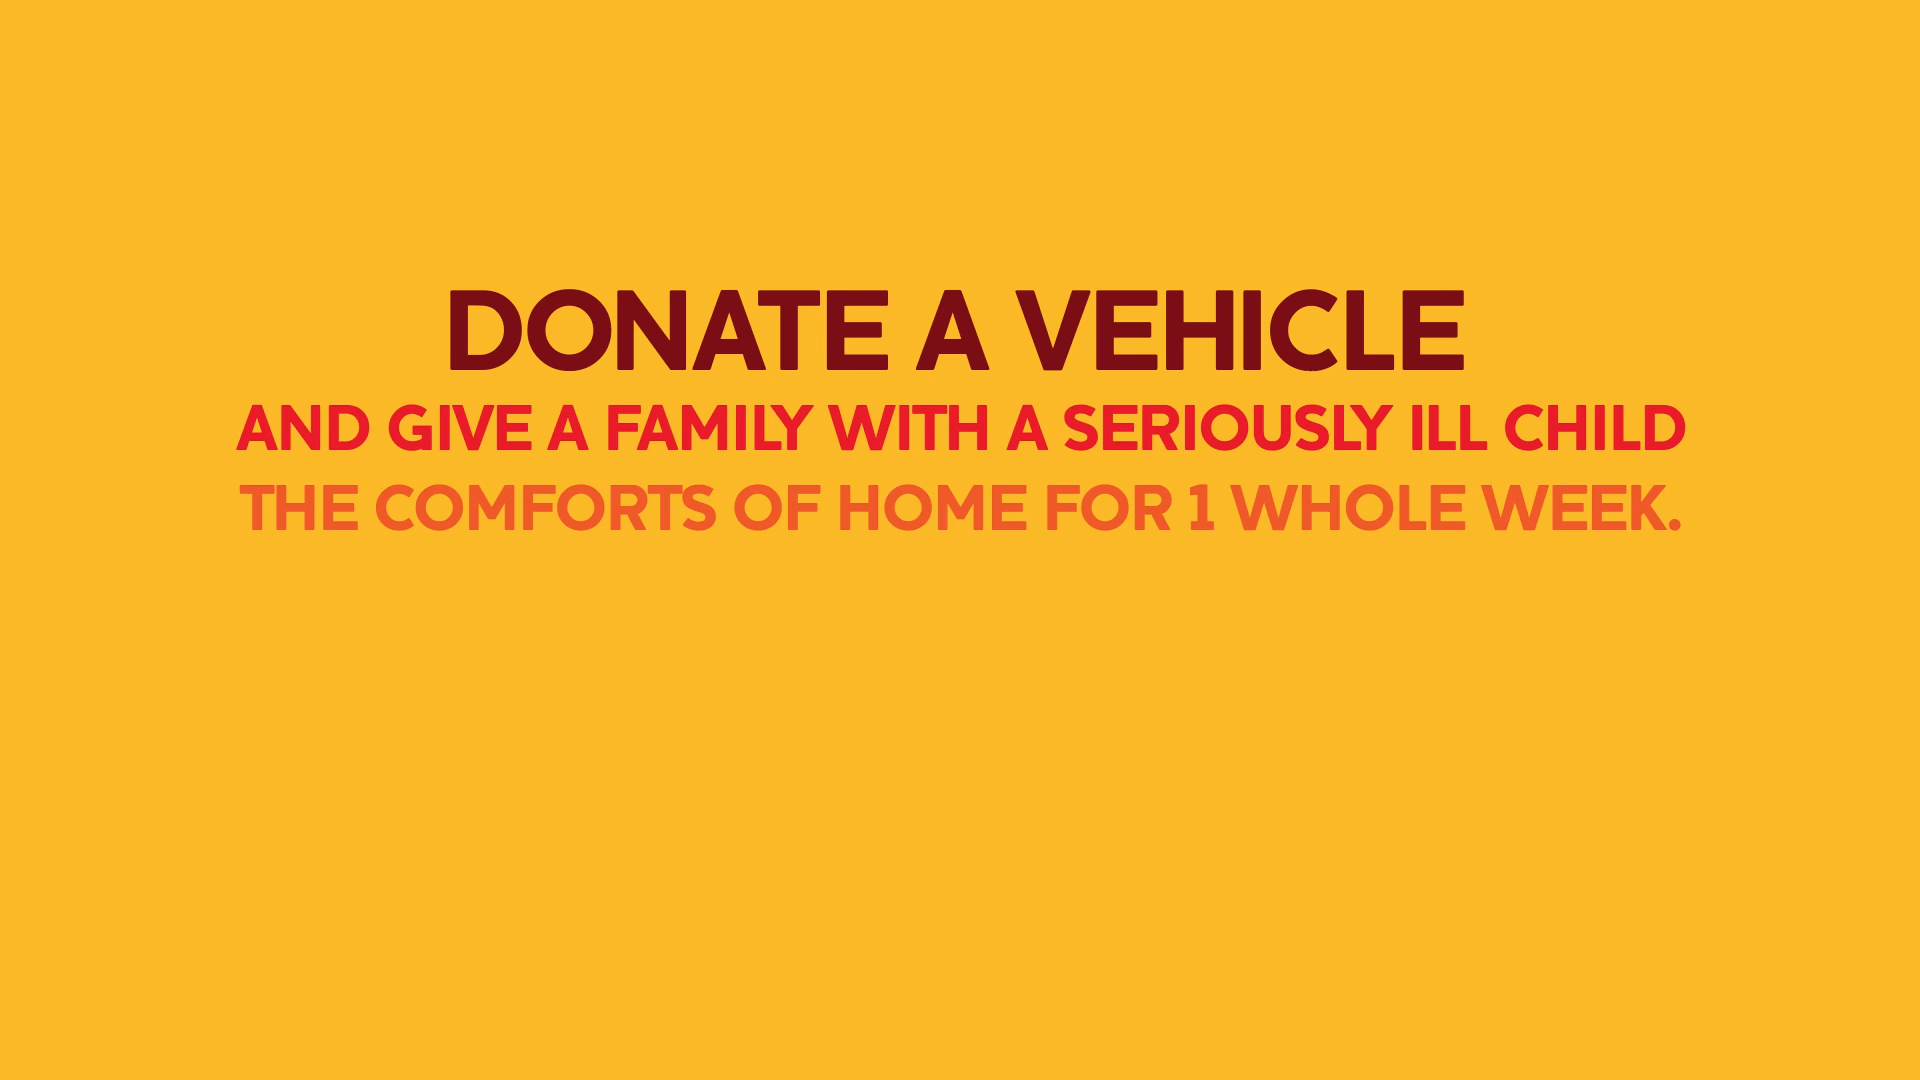 DONATE A VEHICLE
AND GIVE A FAMILY WITH A SERIOUSLY ILL CHILD
THE COMFORTS OF HOME FOR 1 WHOLE WEEK.